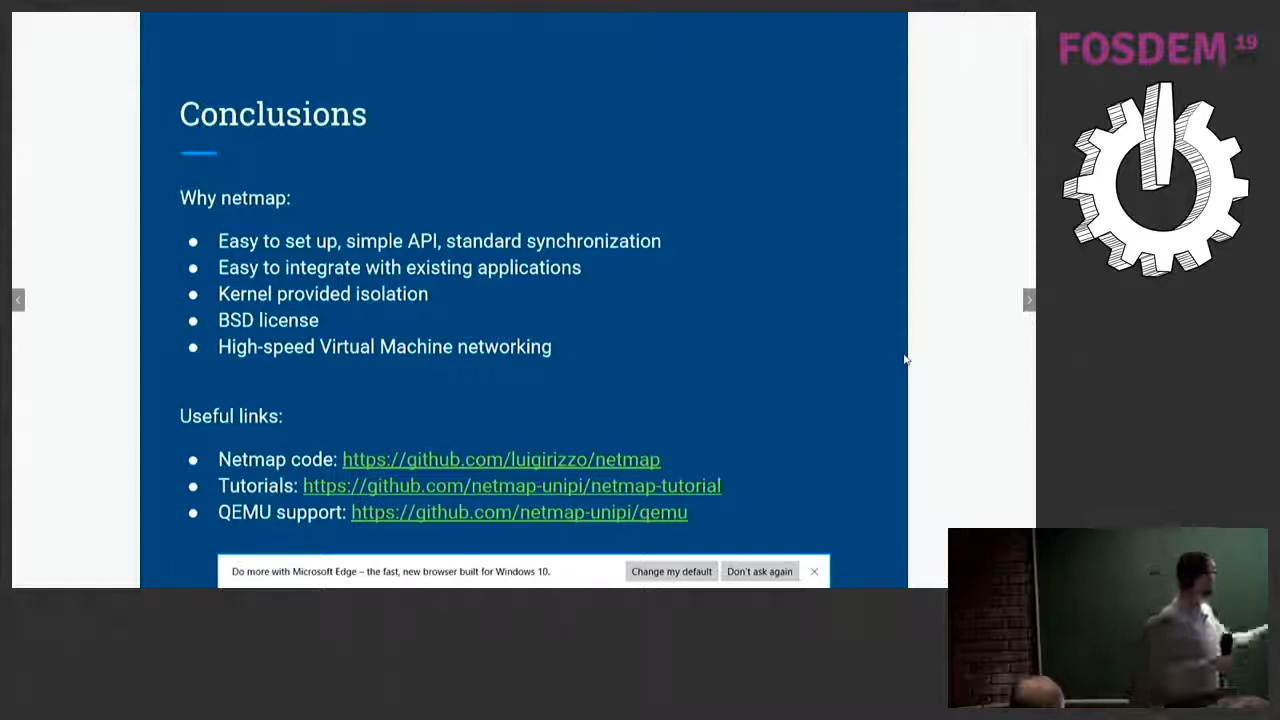 FOSDEM 19
Conclusions
Why netmap:
● Easy to set up, simple API, standard synchronization
● Easy to integrate with existing applications
● Kernel provided isolation
● BSD license
● High-speed Virtual Machine networking
Useful links:
● Netmap code: https://github.com/luigirizzo/netmap
● Tutorials: https://github.com/netmap-unipi/netmap-tutorial
● QEMU support: https://github.com/netmap-unipi/qemu
Do more with Microsoft Edge – the fast, new browser built for Windows 10. Change my default Don't ask again